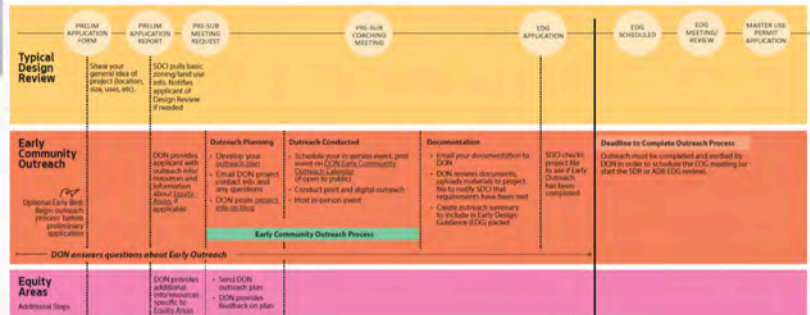 PRELIM
APPLICATION
FORM
PRELIM
APPLICATION
REPORT
PRE-SUB
MEETING
REQUEST
PRE-SUB
COACHING
MEETING
EDG
APPLICATION
EDG
SCHEDULED
EDG
MEETING/
REVIEW
MASTER USE
PERMIT
APPLICATION
Typical
Design
Review
Share your
general idea of
project (location,
size, uses, etc).
SDCI pulls basic
zoning/land use
info. Notifies
applicant of
Design Review
if needed
Early
Community
Outreach
Optional Early Bird:
Begin outreach
process before
preliminary
application
DON provides
applicant with
outreach info/
resources and
information
about Equity
Areas, if
applicable
Outreach Planning
• Develop your
outreach plan
• Email DON project
contact info and
any questions
• DON posts project
info on blog
Outreach Conducted
• Schedule your in-person event, post
event on DON Early Community
Outreach Calendar
(if open to public)
• Conduct print and digital outreach
• Host in-person event
Early Community Outreach Process
Documentation
• Email your documentation to
DON
• DON reviews documents,
uploads materials to project
file to notify SDCI that
requirements have been met
• Create outreach summary
to include in Early Design
Guidance (EDG) packet
SDCI checks
project file
to see if Early
Outreach
has been
completed
Deadline to Complete Outreach Process
Outreach must be completed and verified by
DON in order to schedule the EDG meeting (or
start the SDR or ADR EDG review).
DON answers questions about Early Outreach
Equity
Areas
Additional Steps
DON provides
additional
info/resources
specific to
Equity Areas
• Send DON
outreach plan
• DON provides
feedback on plan